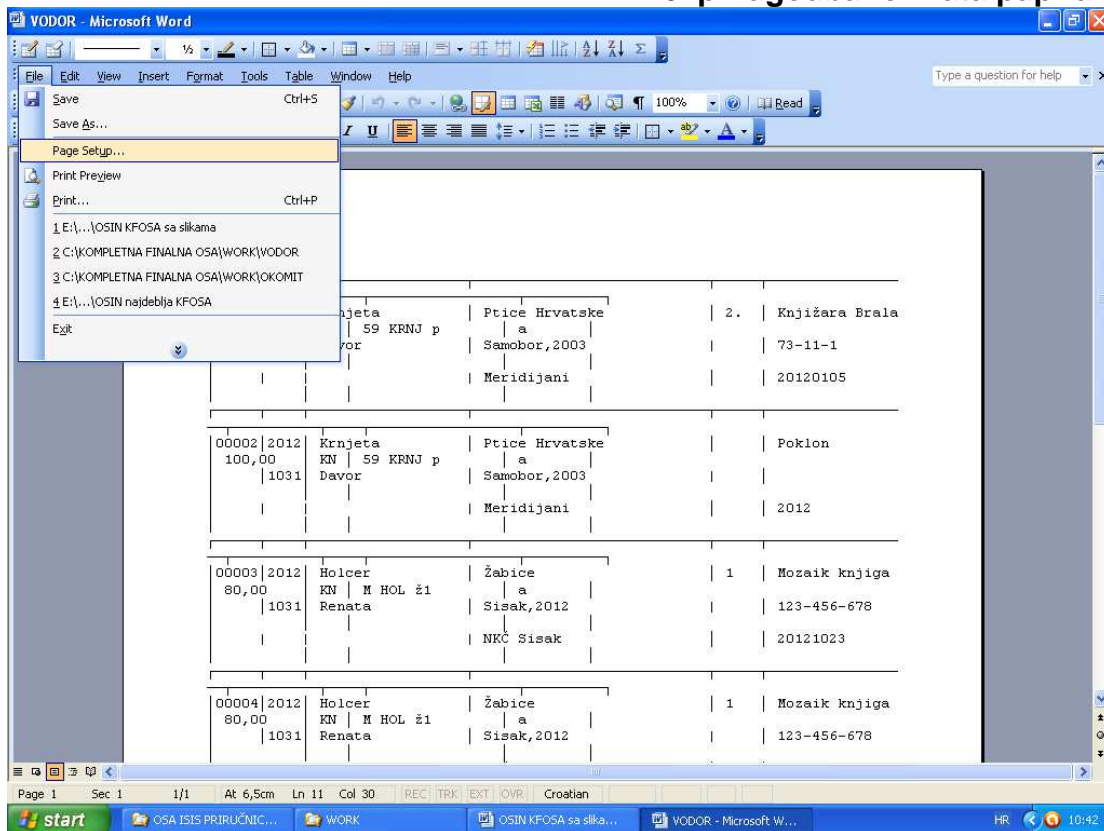 VODOR - Microsoft Word
½
File Edit View Insert Format Tools Table Window Help
Type a question for help
100%
Read
I U
A
Save Ctrl+S
Save As...
Page Setup...
Print Preview
Print... Ctrl+P
1 E:\...\OSIN KFOSA sa slikama
2 C:\KOMPLETNA FINALNA OSA\WORK\VODOR
3 C:\KOMPLETNA FINALNA OSA\WORK\OKOMIT
4 E:\...\OSIN najdeblja KFOSA
Exit
Ptice Hrvatske 2. Knjižara Brala
59 KRNJ p a
Samobor,2003 73-11-1
Meridijani 20120105
00002 2012 Krnjeta Ptice Hrvatske Poklon
100,00 KN 59 KRNJ p a
1031 Davor Samobor,2003
Meridijani 2012
00003 2012 Holcer Žabice 1 Mozaik knjiga
80,00 KN M HOL ž1 a
1031 Renata Sisak,2012 123-456-678
NKČ Sisak 20121023
00004 2012 Holcer Žabice 1 Mozaik knjiga
80,00 KN M HOL ž1 a
1031 Renata Sisak,2012 123-456-678
Page 1 Sec 1 1/1 At 6,5cm Ln 11 Col 30 REC TRK EXT OVR Croatian
start OSA ISIS PRIRUČNIC... WORK OSIN KFOSA sa slika... VODOR - Microsoft W... HR 10:42